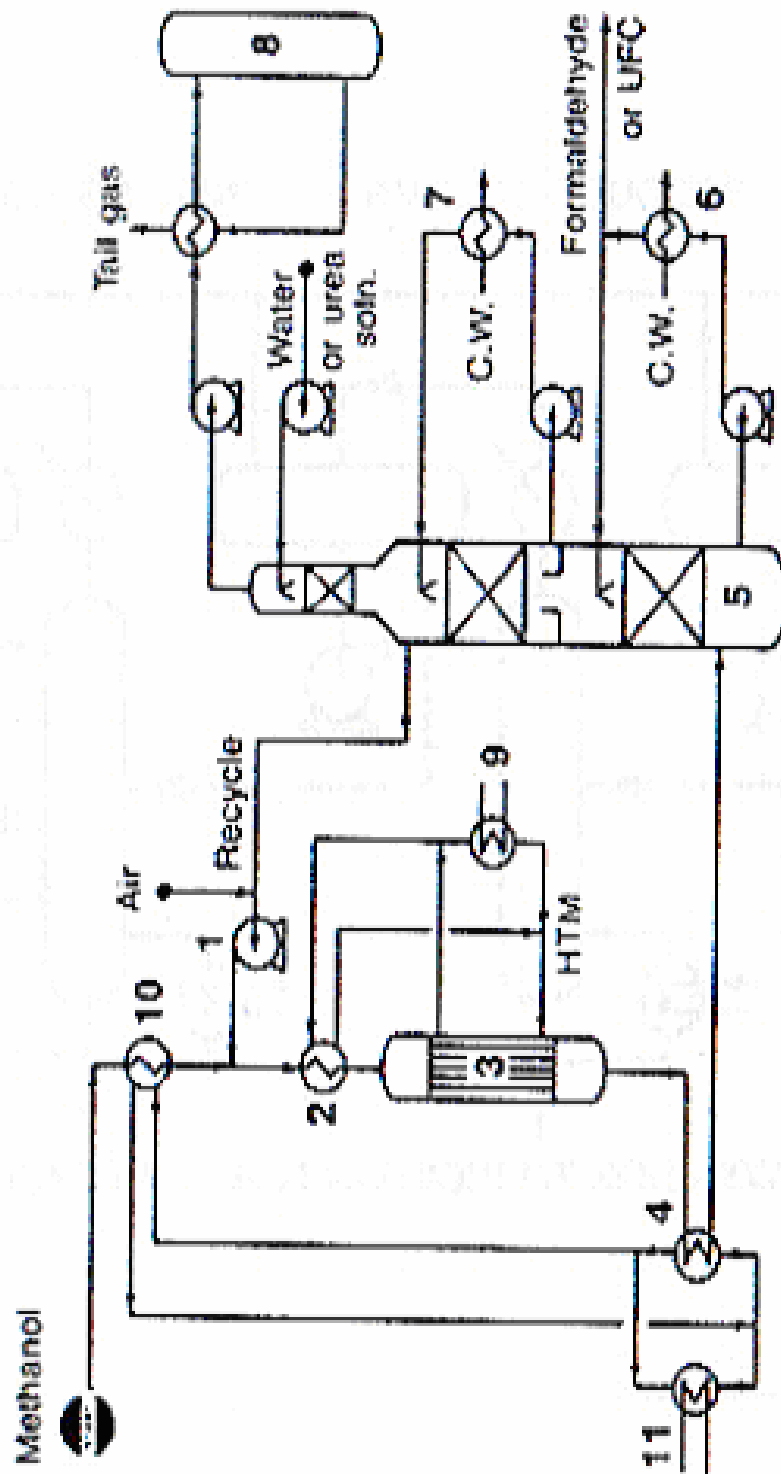 Methanol
10
Air
1
Recycle
2
3
HTM
9
4
11
Tail gas
8
Water
or urea
soln.
7
C.W.
Formaldehyde
or UFC
C.W.
6
5